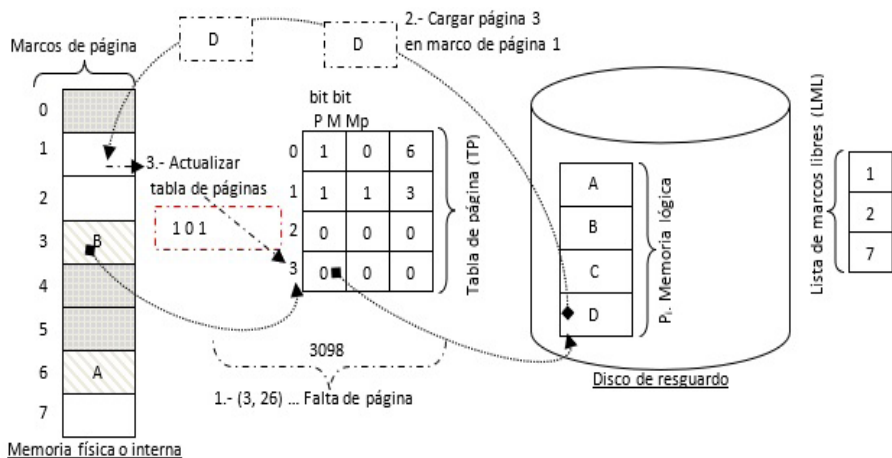 2.- Cargar página 3
en marco de página 1
D
D
Marcos de página
0
1
2
3
4
5
6
7
B
A
3.- Actualizar
tabla de páginas
1 0 1
bit bit
P M Mp
0 1 0 6
1 1 1 3
2 0 0 0
3 0 0 0
Tabla de página (TP)
3098
1.- (3, 26) ... Falta de página
A
B
C
D
Pi. Memoria lógica
Disco de resguardo
Lista de marcos libres (LML)
1
2
7
Memoria física o interna